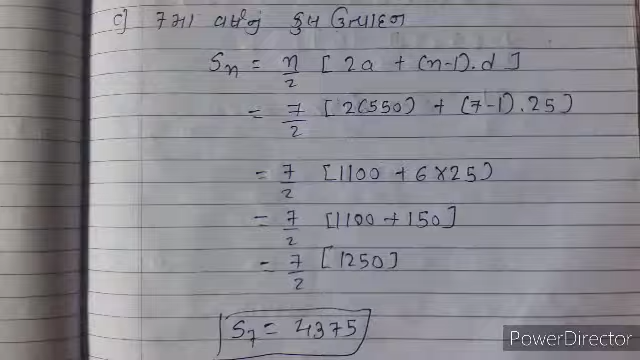 c) 7મા વર્ષનું કુલ ઉત્પાદન
Sn = n/2 [ 2a + (n-1).d ]
= 7/2 [ 2(550) + (7-1).25)
= 7/2 [1100 + 6×25)
= 7/2 [1100 + 150]
= 7/2 [1250]
S7 = 4375
PowerDirector